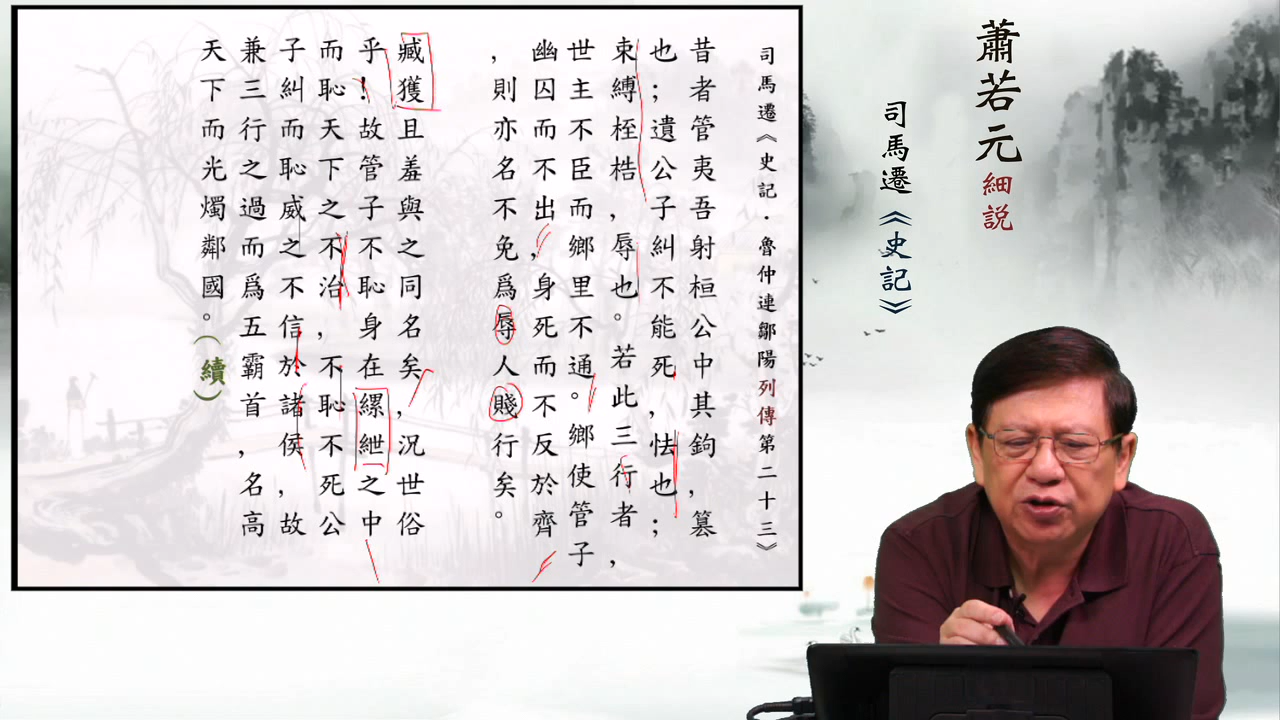 蕭若元細說
司馬遷《史記》
司馬遷《史記．魯仲連鄒陽列傳第二十三》
昔者管夷吾射桓公中其鉤，篡
也；遺公子糾不能死，怯也；
束縛桎梏，辱也。若此三行者，
世主不臣而鄉里不通。鄉使管子
幽囚而不出，身死而不反於齊
，則亦名不免爲辱人賤行矣。
臧獲且羞與之同名矣，況世俗
乎！故管子不恥身在縲紲之中
而恥天下之不治，不恥不死公
子糾而恥威之不信於諸侯，故
兼三行之過而爲五霸首，名高
天下而光燭鄰國。（續）